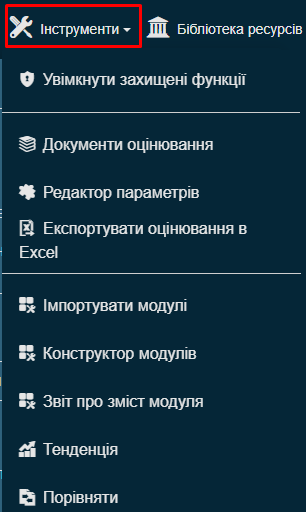 Інструменти Бібліотека ресурсів
Увімкнути захищені функції
Документи оцінювання
Редактор параметрів
Експортувати оцінювання в
Excel
Імпортувати модулі
Конструктор модулів
Звіт про зміст модуля
Тенденція
Порівняти